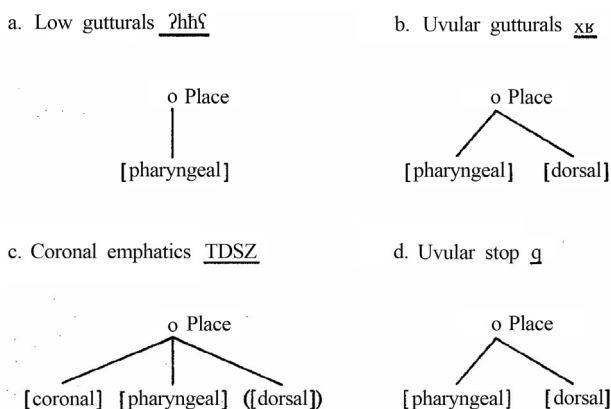 a. Low gutturals ʔhħʕ
b. Uvular gutturals χʁ
o Place
o Place
[pharyngeal]
[pharyngeal] [dorsal]
c. Coronal emphatics TDSZ
d. Uvular stop q
o Place
o Place
[coronal] [pharyngeal] ([dorsal])
[pharyngeal] [dorsal]